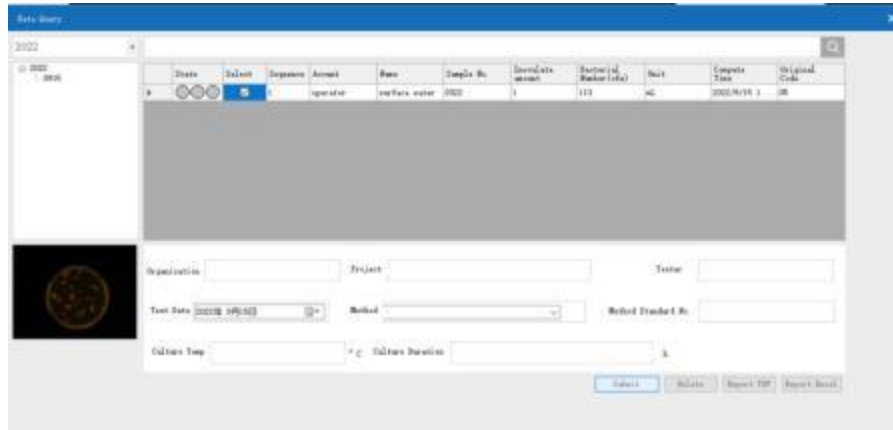 Data Query
2022
2022
State Select Sequence Account Name Sample No. Inoculate amount Bacterial Number(cfu) Unit Compute Time Original Code
1 operator surface water 2022 1 113 mL
Organization Project Tester
Test Date Method Method Standard No.
Culture Temp ° C Culture Duration h
Submit Delete Report PDF Report Excel